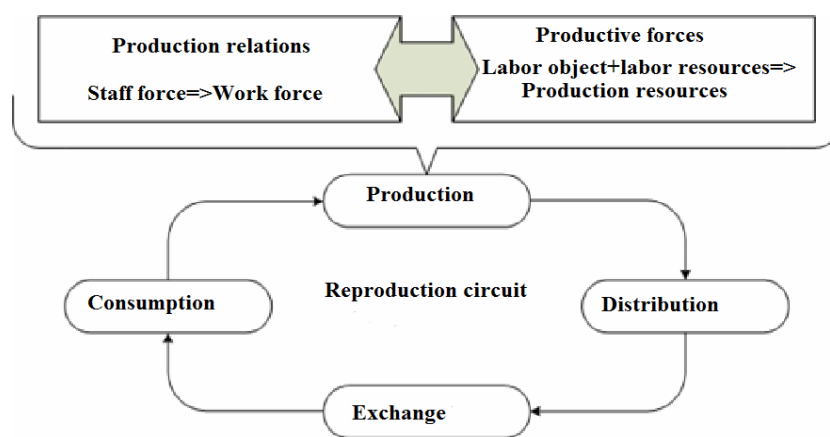 Production relations
Staff force=>Work force
Productive forces
Labor object+labor resources=>
Production resources
Production
Consumption
Reproduction circuit
Distribution
Exchange